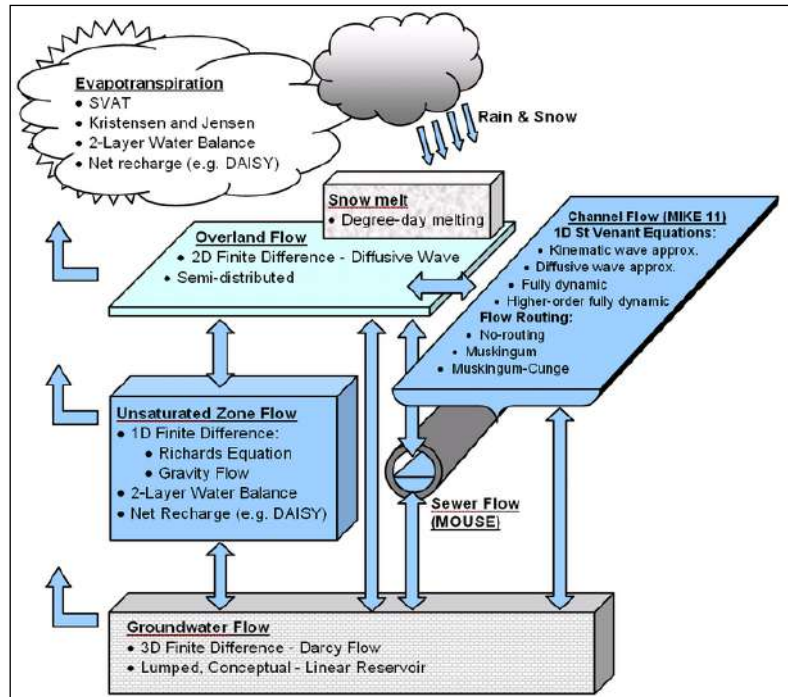 Evapotranspiration
• SVAT
• Kristensen and Jensen
• 2-Layer Water Balance
• Net recharge (e.g. DAISY)
Rain & Snow
Snow melt
• Degree-day melting
Overland Flow
• 2D Finite Difference - Diffusive Wave
• Semi-distributed
Channel Flow (MIKE 11)
1D St Venant Equations:
• Kinematic wave approx.
• Diffusive wave approx.
• Fully dynamic
• Higher-order fully dynamic
Flow Routing:
• No-routing
• Muskingum
• Muskingum-Cunge
Unsaturated Zone Flow
• 1D Finite Difference:
• Richards Equation
• Gravity Flow
• 2-Layer Water Balance
• Net Recharge (e.g. DAISY)
Sewer Flow
(MOUSE)
Groundwater Flow
• 3D Finite Difference - Darcy Flow
• Lumped, Conceptual - Linear Reservoir